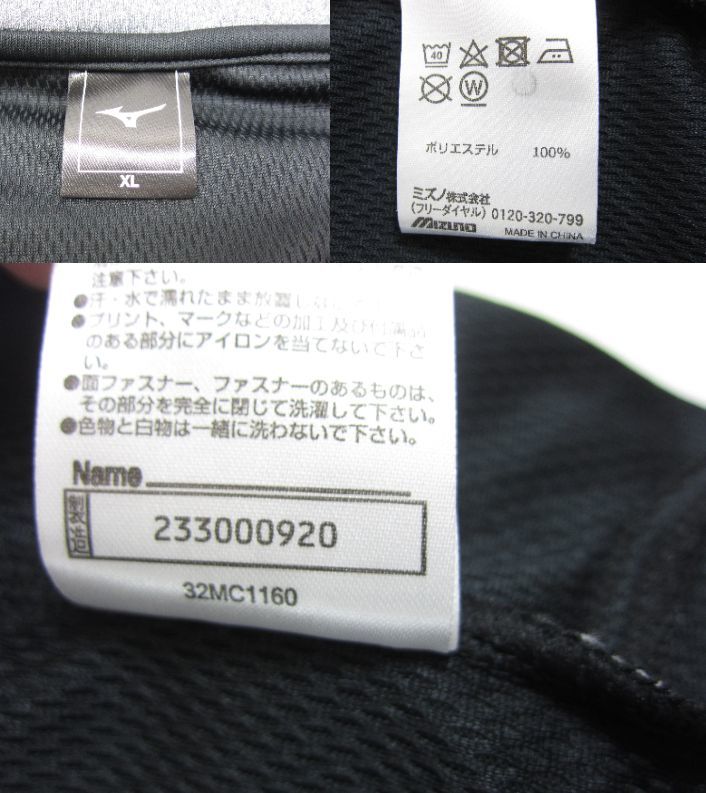 XL
40
W
ポリエステル 100%
ミズノ株式会社
(フリーダイヤル) 0120-320-799
MIZUNO MADE IN CHINA
注意下さい。
●汗・水で濡れたまま放置し
●プリント、マークなどの加工及び付属品
のある部分にアイロンを当てないで下さ
い。
●面ファスナー、ファスナーのあるものは、
その部分を完全に閉じて洗濯して下さい。
●色物と白物は一緒に洗わないで下さい。
Name
233000920
32MC1160